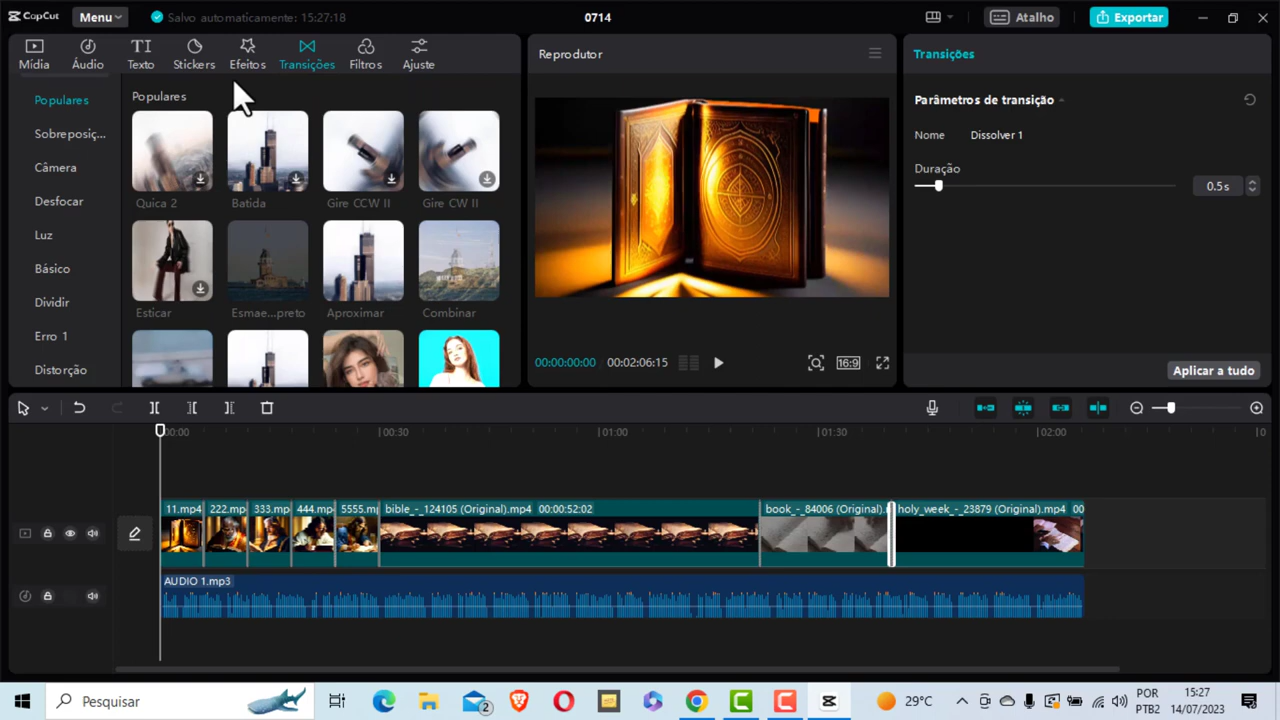 CapCut
Menu
Salvo automaticamente: 15:27:18
0714
Atalho
Exportar
Mídia
Áudio
Texto
Stickers
Efeitos
Transições
Filtros
Ajuste
Populares
Sobreposiç...
Câmera
Desfocar
Luz
Básico
Dividir
Erro 1
Distorção
Populares
Quica 2
Batida
Gire CCW II
Gire CW II
Esticar
Esmae...preto
Aproximar
Combinar
Reprodutor
00:00:00:00
00:02:06:15
16:9
Transições
Parâmetros de transição
Nome
Dissolver 1
Duração
0.5s
Aplicar a tudo
00:00
00:30
01:00
01:30
02:00
0
11.mp4
222.mp
333.mp
444.mp
5555.m
bible_-_124105 (Original).mp4 00:00:52:02
book_-_84006 (Original).
holy_week_-_23879 (Original).mp4 00
AUDIO 1.mp3
Pesquisar
2
29°C
POR
PTB2
15:27
14/07/2023